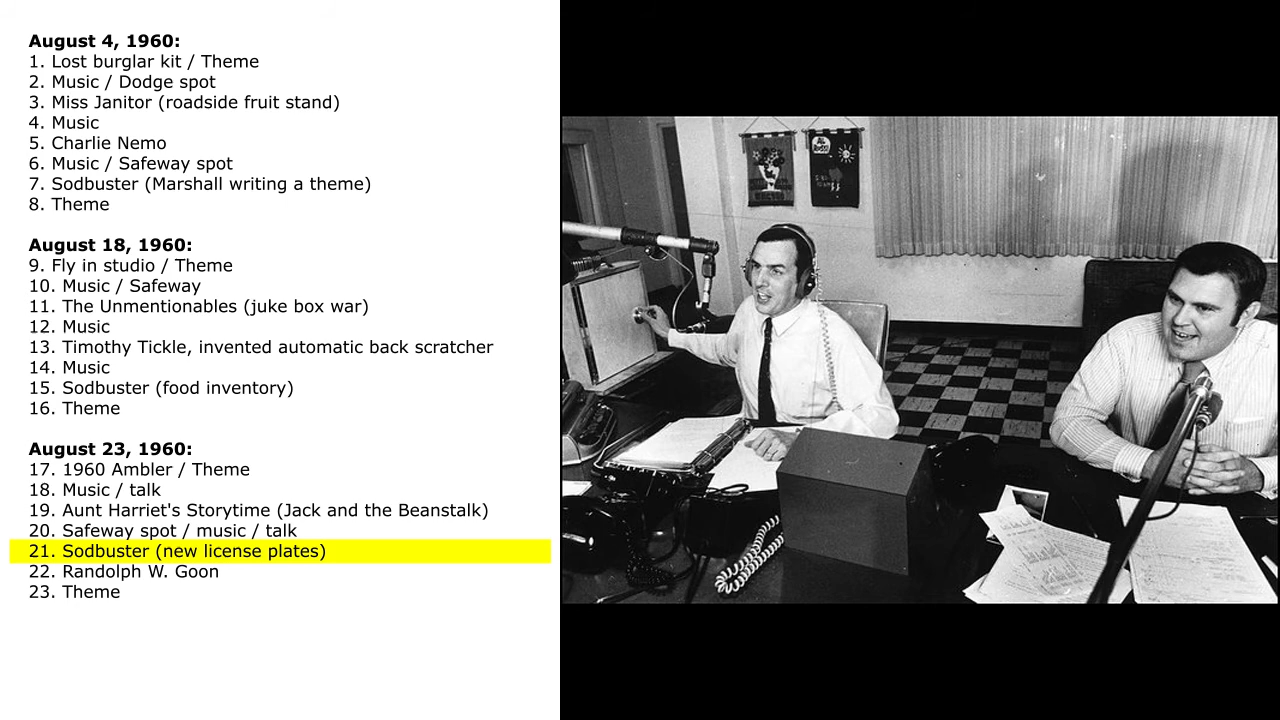 August 4, 1960:
1. Lost burglar kit / Theme
2. Music / Dodge spot
3. Miss Janitor (roadside fruit stand)
4. Music
5. Charlie Nemo
6. Music / Safeway spot
7. Sodbuster (Marshall writing a theme)
8. Theme
August 18, 1960:
9. Fly in studio / Theme
10. Music / Safeway
11. The Unmentionables (juke box war)
12. Music
13. Timothy Tickle, invented automatic back scratcher
14. Music
15. Sodbuster (food inventory)
16. Theme
August 23, 1960:
17. 1960 Ambler / Theme
18. Music / talk
19. Aunt Harriet's Storytime (Jack and the Beanstalk)
20. Safeway spot / music / talk
21. Sodbuster (new license plates)
22. Randolph W. Goon
23. Theme